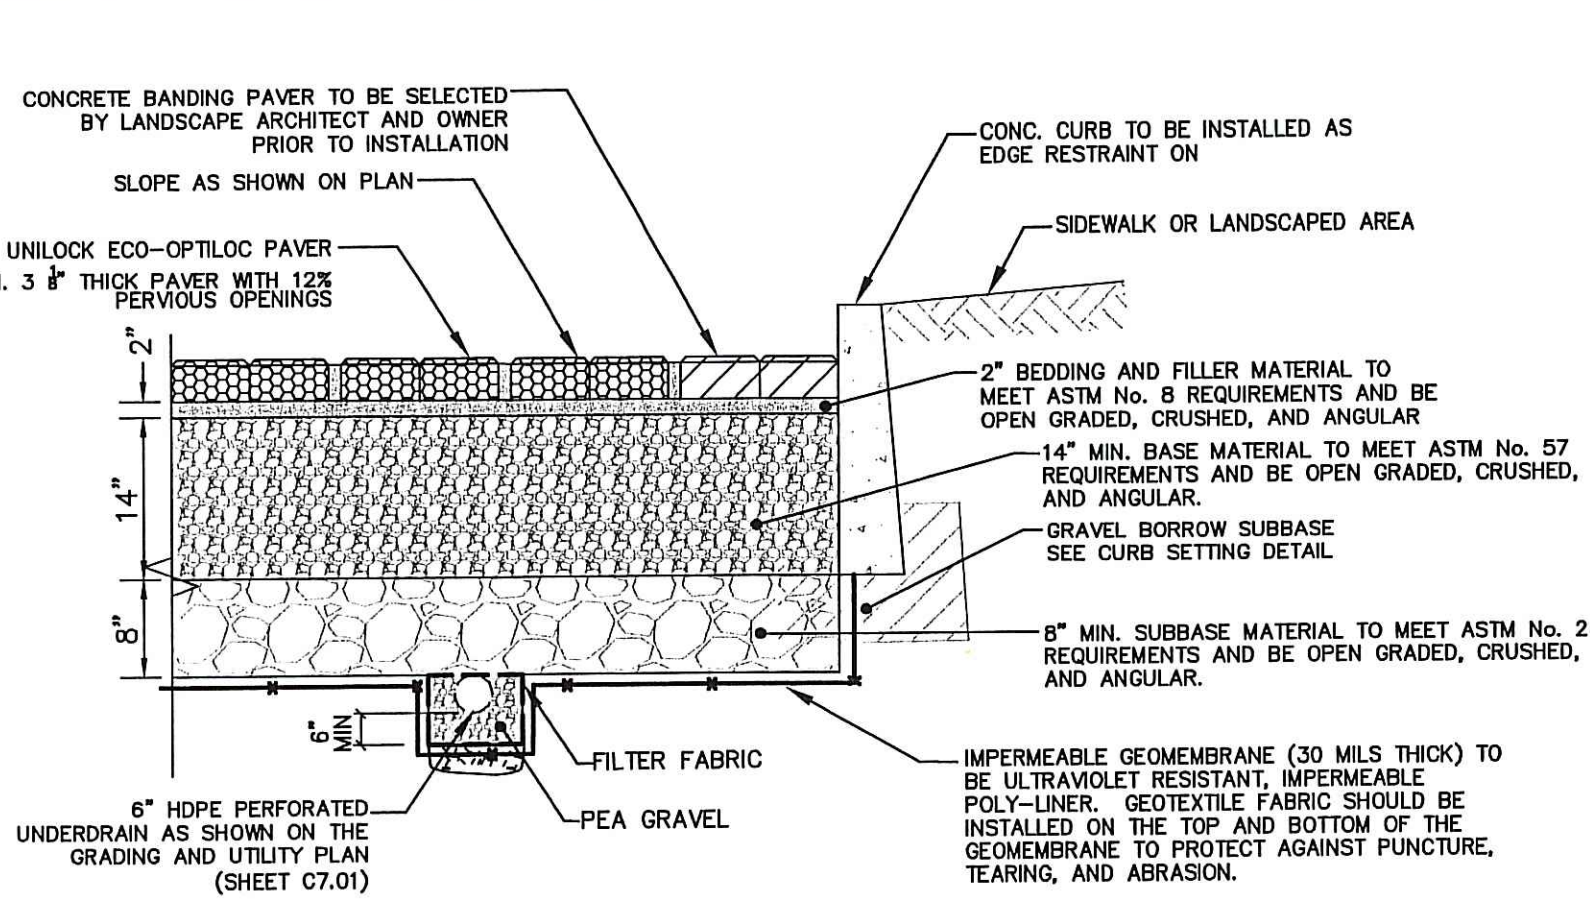 CONCRETE BANDING PAVER TO BE SELECTED
BY LANDSCAPE ARCHITECT AND OWNER
PRIOR TO INSTALLATION
SLOPE AS SHOWN ON PLAN
UNILOCK ECO-OPTILOC PAVER
. 3 1/8" THICK PAVER WITH 12%
PERVIOUS OPENINGS
CONC. CURB TO BE INSTALLED AS
EDGE RESTRAINT ON
SIDEWALK OR LANDSCAPED AREA
2"
14"
8"
2" BEDDING AND FILLER MATERIAL TO
MEET ASTM No. 8 REQUIREMENTS AND BE
OPEN GRADED, CRUSHED, AND ANGULAR
14" MIN. BASE MATERIAL TO MEET ASTM No. 57
REQUIREMENTS AND BE OPEN GRADED, CRUSHED,
AND ANGULAR.
GRAVEL BORROW SUBBASE
SEE CURB SETTING DETAIL
8" MIN. SUBBASE MATERIAL TO MEET ASTM No. 2
REQUIREMENTS AND BE OPEN GRADED, CRUSHED,
AND ANGULAR.
6"
MIN
FILTER FABRIC
PEA GRAVEL
6" HDPE PERFORATED
UNDERDRAIN AS SHOWN ON THE
GRADING AND UTILITY PLAN
(SHEET C7.01)
IMPERMEABLE GEOMEMBRANE (30 MILS THICK) TO
BE ULTRAVIOLET RESISTANT, IMPERMEABLE
POLY-LINER. GEOTEXTILE FABRIC SHOULD BE
INSTALLED ON THE TOP AND BOTTOM OF THE
GEOMEMBRANE TO PROTECT AGAINST PUNCTURE,
TEARING, AND ABRASION.